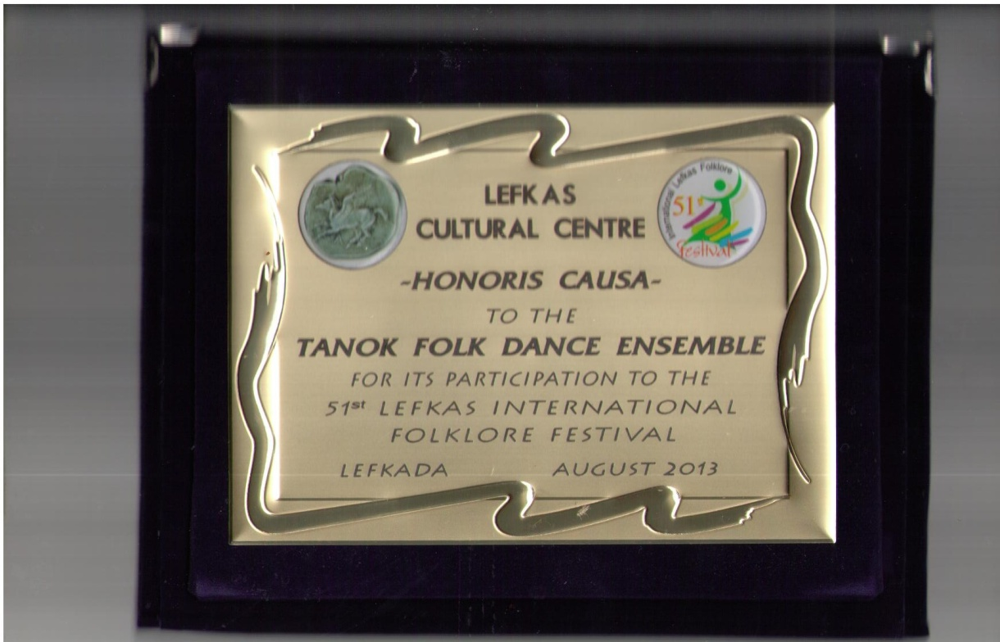 LEFKAS
CULTURAL CENTRE
International Lefkas Folklore
51st
festival
-HONORIS CAUSA-
TO THE
TANOK FOLK DANCE ENSEMBLE
FOR ITS PARTICIPATION TO THE
51st LEFKAS INTERNATIONAL
FOLKLORE FESTIVAL
LEFKADA AUGUST 2013